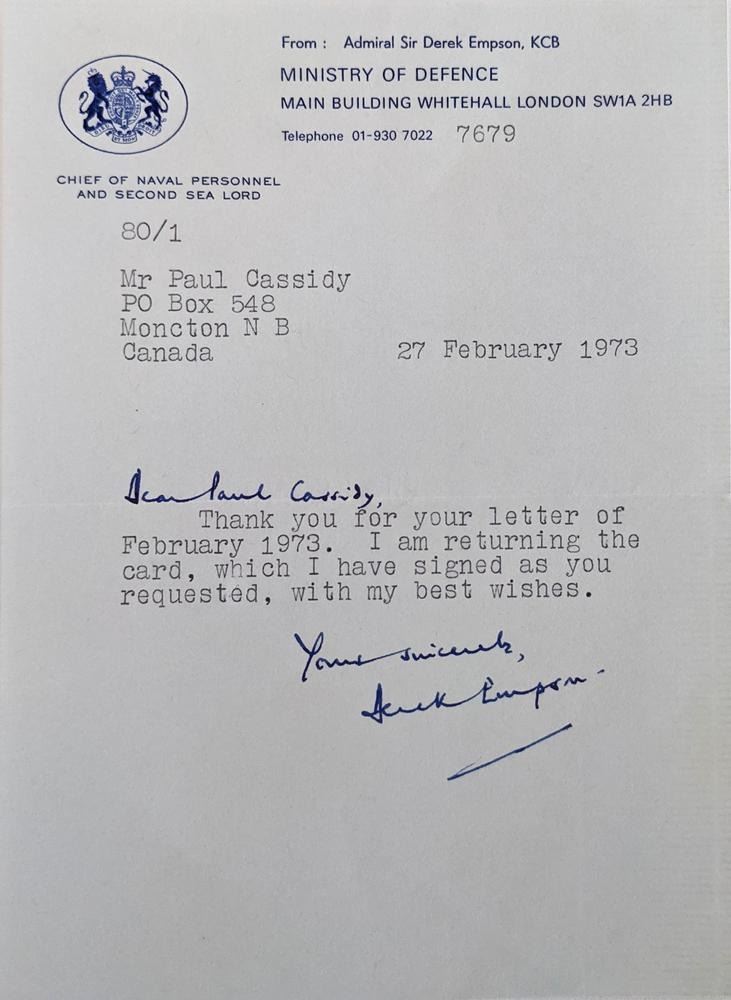 From : Admiral Sir Derek Empson, KCB
MINISTRY OF DEFENCE
MAIN BUILDING WHITEHALL LONDON SW1A 2HB
Telephone 01-930 7022 7679
CHIEF OF NAVAL PERSONNEL
AND SECOND SEA LORD
80/1
Mr Paul Cassidy
PO Box 548
Moncton N B
Canada
27 February 1973
Dear Paul Cassidy,
Thank you for your letter of
February 1973. I am returning the
card, which I have signed as you
requested, with my best wishes.
Yours sincerely,
Derek Empson